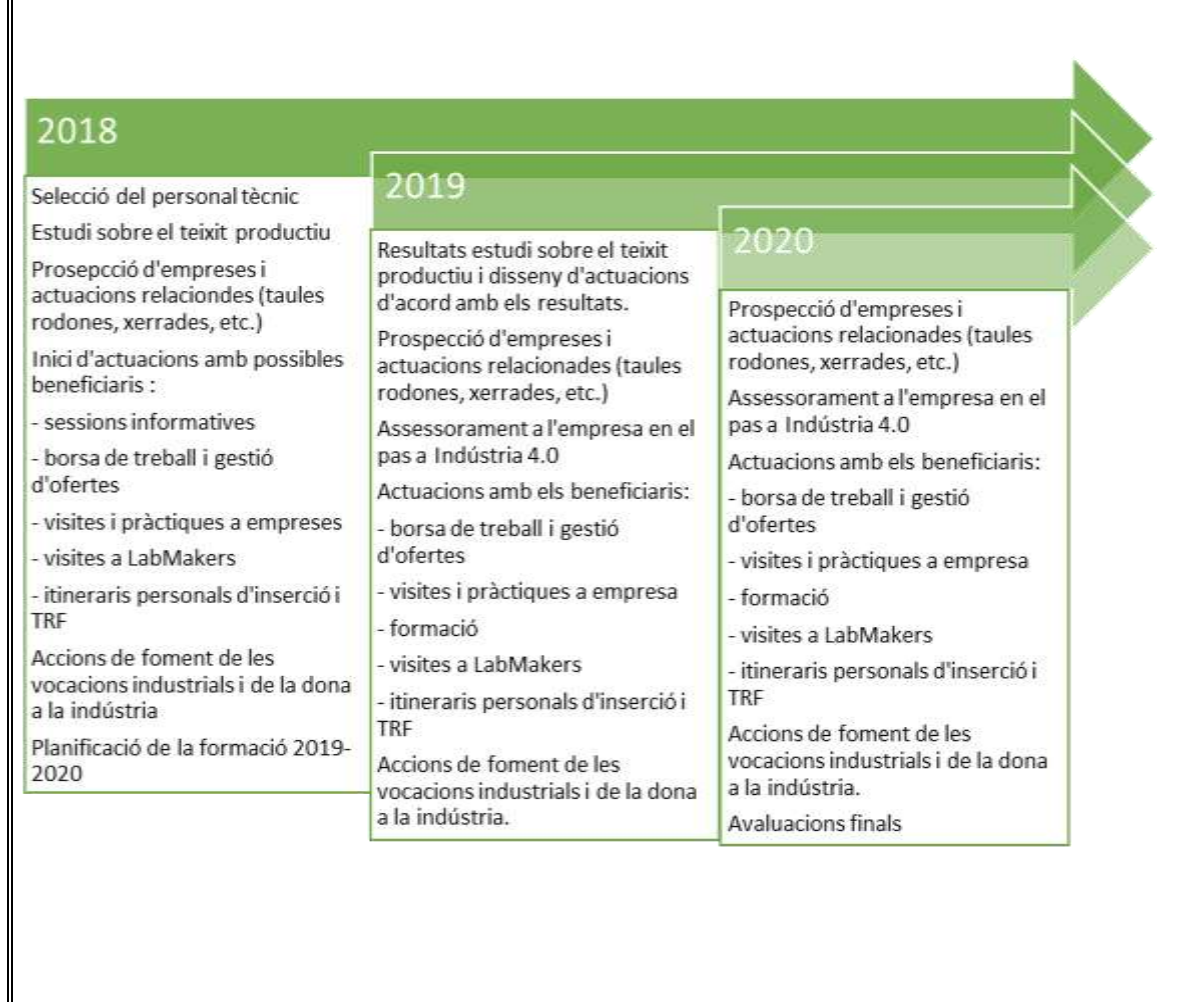 2018
Selecció del personal tècnic
Estudi sobre el teixit productiu
Prosepcció d'empreses i
actuacions relaciondes (taules
rodones, xerrades, etc.)
Inici d'actuacions amb possibles
beneficiaris :
- sessions informatives
- borsa de treball i gestió
d'ofertes
- visites i pràctiques a empreses
- visites a LabMakers
- itineraris personals d'inserció i
TRF
Accions de foment de les
vocacions industrials i de la dona
a la indústria
Planificació de la formació 2019-
2020
2019
Resultats estudi sobre el teixit
productiu i disseny d'actuacions
d'acord amb els resultats.
Prospecció d'empreses i
actuacions relacionades (taules
rodones, xerrades, etc.)
Assessorament a l'empresa en el
pas a Indústria 4.0
Actuacions amb els beneficiaris:
- borsa de treball i gestió
d'ofertes
- visites i pràctiques a empresa
- formació
- visites a LabMakers
- itineraris personals d'inserció i
TRF
Accions de foment de les
vocacions industrials i de la dona
a la indústria.
2020
Prospecció d'empreses i
actuacions relacionades (taules
rodones, xerrades, etc.)
Assessorament a l'empresa en el
pas a Indústria 4.0
Actuacions amb els beneficiaris:
- borsa de treball i gestió
d'ofertes
- visites i pràctiques a empresa
- formació
- visites a LabMakers
- itineraris personals d'inserció i
TRF
Accions de foment de les
vocacions industrials i de la dona
a la indústria.
Avaluacions finals